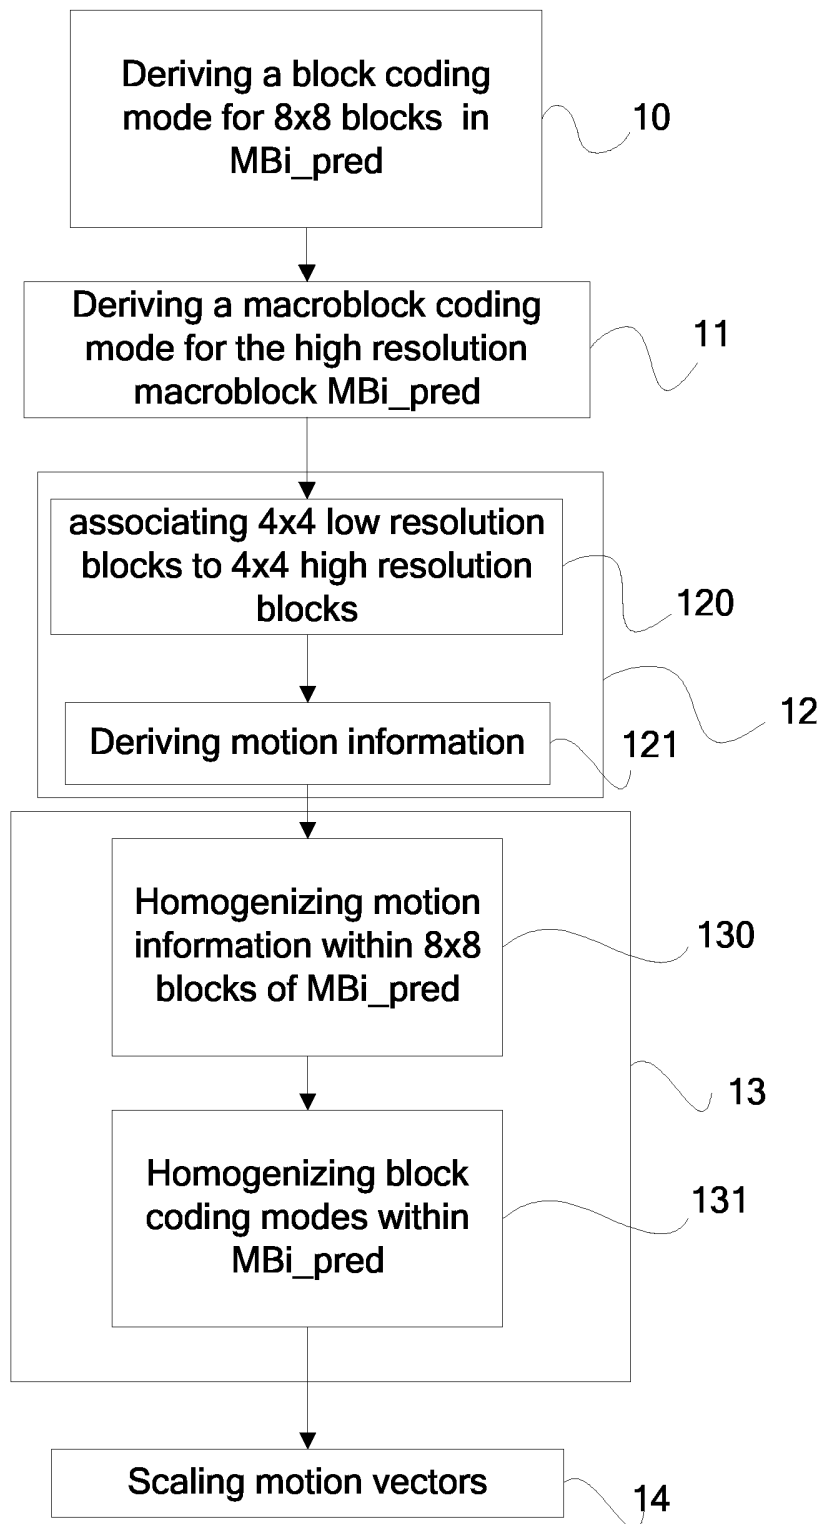 Deriving a block coding
mode for 8x8 blocks in
MBi_pred
10
Deriving a macroblock coding
mode for the high resolution
macroblock MBi_pred
11
associating 4x4 low resolution
blocks to 4x4 high resolution
blocks
120
12
Deriving motion information
121
Homogenizing motion
information within 8x8
blocks of MBi_pred
130
13
Homogenizing block
coding modes within
MBi_pred
131
Scaling motion vectors
14